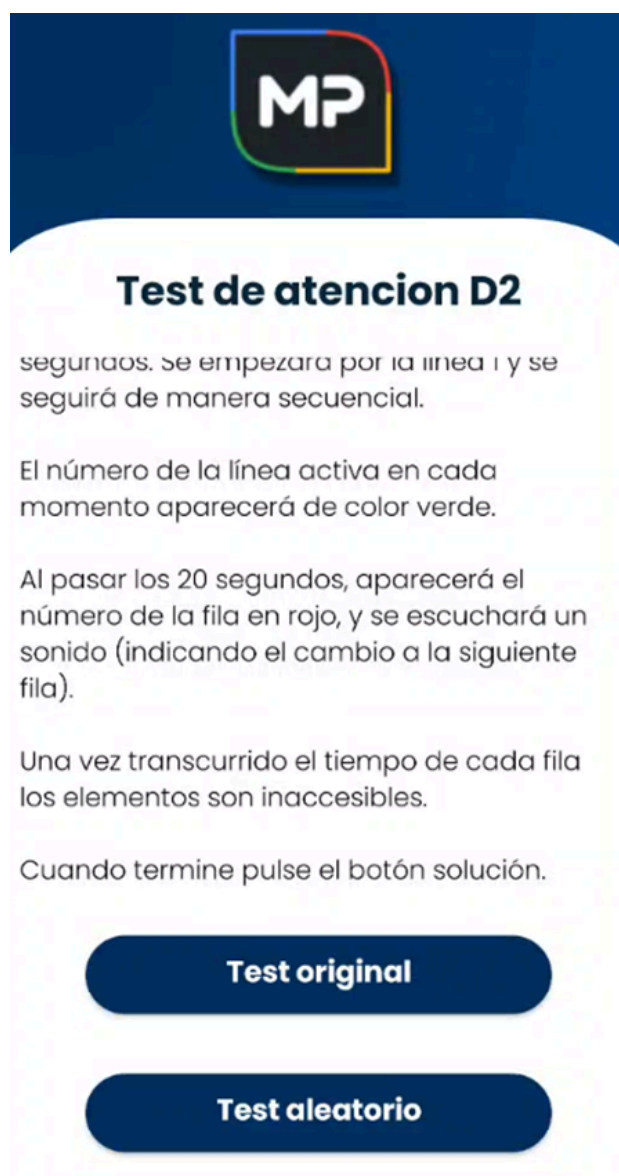 MP
Test de atencion D2
segundos. Se empezará por la línea 1 y se
seguirá de manera secuencial.
El número de la línea activa en cada
momento aparecerá de color verde.
Al pasar los 20 segundos, aparecerá el
número de la fila en rojo, y se escuchará un
sonido (indicando el cambio a la siguiente
fila).
Una vez transcurrido el tiempo de cada fila
los elementos son inaccesibles.
Cuando termine pulse el botón solución.
Test original
Test aleatorio